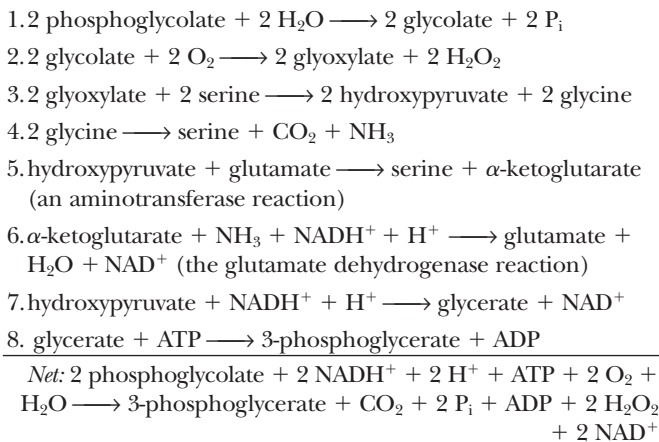 1.2 phosphoglycolate + 2 H₂O ⟶ 2 glycolate + 2 Pᵢ
2.2 glycolate + 2 O₂ ⟶ 2 glyoxylate + 2 H₂O₂
3.2 glyoxylate + 2 serine ⟶ 2 hydroxypyruvate + 2 glycine
4.2 glycine ⟶ serine + CO₂ + NH₃
5.hydroxypyruvate + glutamate ⟶ serine + α-ketoglutarate
(an aminotransferase reaction)
6.α-ketoglutarate + NH₃ + NADH⁺ + H⁺ ⟶ glutamate +
H₂O + NAD⁺ (the glutamate dehydrogenase reaction)
7.hydroxypyruvate + NADH⁺ + H⁺ ⟶ glycerate + NAD⁺
8. glycerate + ATP ⟶ 3-phosphoglycerate + ADP
Net: 2 phosphoglycolate + 2 NADH⁺ + 2 H⁺ + ATP + 2 O₂ +
H₂O ⟶ 3-phosphoglycerate + CO₂ + 2 Pᵢ + ADP + 2 H₂O₂
+ 2 NAD⁺